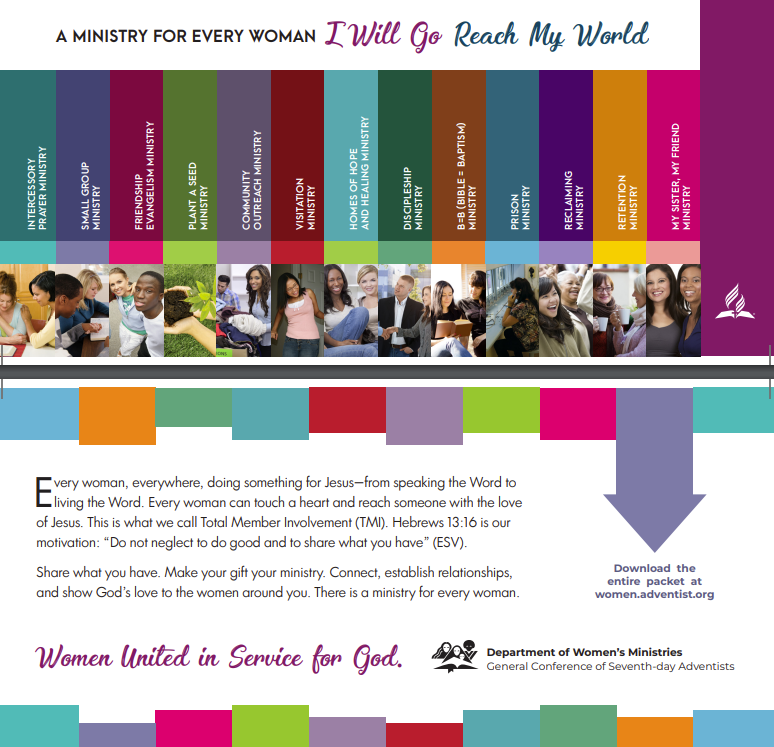 A MINISTRY FOR EVERY WOMAN I Will Go Reach My World
INTERCESSORY
PRAYER MINISTRY
SMALL GROUP
MINISTRY
FRIENDSHIP
EVANGELISM MINISTRY
PLANT A SEED
MINISTRY
COMMUNITY
OUTREACH MINISTRY
VISITATION
MINISTRY
HOMES OF HOPE
AND HEALING MINISTRY
DISCIPLESHIP
MINISTRY
B=B (BIBLE = BAPTISM)
MINISTRY
PRISON
MINISTRY
RECLAIMING
MINISTRY
RETENTION
MINISTRY
MY SISTER, MY FRIEND
MINISTRY
Every woman, everywhere, doing something for Jesus—from speaking the Word to
living the Word. Every woman can touch a heart and reach someone with the love
of Jesus. This is what we call Total Member Involvement (TMI). Hebrews 13:16 is our
motivation: “Do not neglect to do good and to share what you have” (ESV).
Share what you have. Make your gift your ministry. Connect, establish relationships,
and show God’s love to the women around you. There is a ministry for every woman.
Download the
entire packet at
women.adventist.org
Women United in Service for God.
Department of Women’s Ministries
General Conference of Seventh-day Adventists